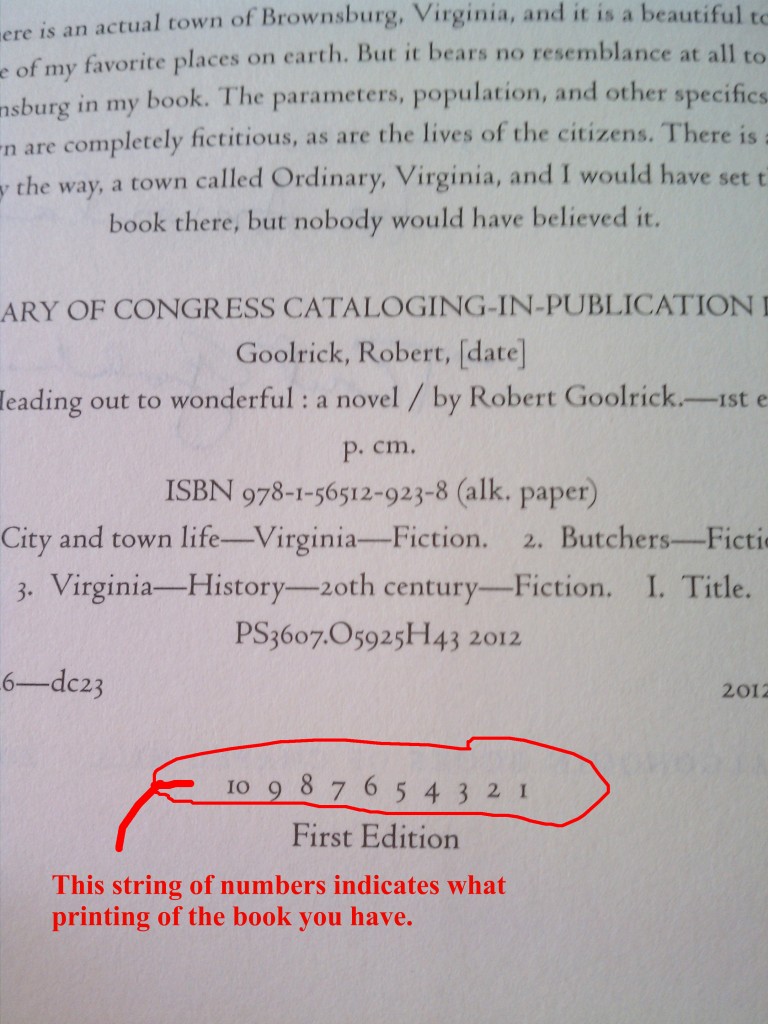 ere is an actual town of Brownsburg, Virginia, and it is a beautiful to
e of my favorite places on earth. But it bears no resemblance at all to
nsburg in my book. The parameters, population, and other specifics
n are completely fictitious, as are the lives of the citizens. There is
y the way, a town called Ordinary, Virginia, and I would have set t
book there, but nobody would have believed it.
ARY OF CONGRESS CATALOGING-IN-PUBLICATION
Goolrick, Robert, [date]
eading out to wonderful : a novel / by Robert Goolrick.—1st e
p. cm.
ISBN 978-1-56512-923-8 (alk. paper)
City and town life—Virginia—Fiction. 2. Butchers—Ficti
3. Virginia—History—20th century—Fiction. I. Title.
PS3607.O5925H43 2012
6—dc23 2012
10 9 8 7 6 5 4 3 2 1
First Edition
This string of numbers indicates what
printing of the book you have.